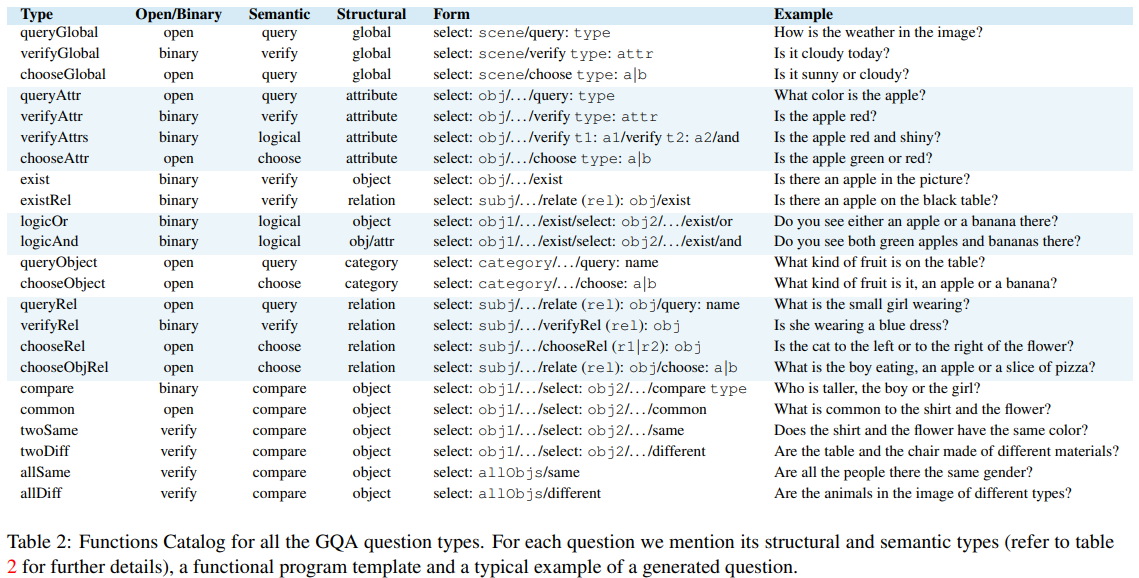 Type Open/Binary Semantic Structural Form Example
queryGlobal open query global select: scene/query: type How is the weather in the image?
verifyGlobal binary verify global select: scene/verify type: attr Is it cloudy today?
chooseGlobal open query global select: scene/choose type: a|b Is it sunny or cloudy?
queryAttr open query attribute select: obj/…/query: type What color is the apple?
verifyAttr binary verify attribute select: obj/…/verify type: attr Is the apple red?
verifyAttrs binary logical attribute select: obj/…/verify t1: a1/verify t2: a2/and Is the apple red and shiny?
chooseAttr open choose attribute select: obj/…/choose type: a|b Is the apple green or red?
exist binary verify object select: obj/…/exist Is there an apple in the picture?
existRel binary verify relation select: subj/…/relate (rel): obj/exist Is there an apple on the black table?
logicOr binary logical object select: obj1/…/exist/select: obj2/…/exist/or Do you see either an apple or a banana there?
logicAnd binary logical obj/attr select: obj1/…/exist/select: obj2/…/exist/and Do you see both green apples and bananas there?
queryObject open query category select: category/…/query: name What kind of fruit is on the table?
chooseObject open choose category select: category/…/choose: a|b What kind of fruit is it, an apple or a banana?
queryRel open query relation select: subj/…/relate (rel): obj/query: name What is the small girl wearing?
verifyRel binary verify relation select: subj/…/verifyRel (rel): obj Is she wearing a blue dress?
chooseRel open choose relation select: subj/…/chooseRel (r1|r2): obj Is the cat to the left or to the right of the flower?
chooseObjRel open choose relation select: subj/…/relate (rel): obj/choose: a|b What is the boy eating, an apple or a slice of pizza?
compare binary compare object select: obj1/…/select: obj2/…/compare type Who is taller, the boy or the girl?
common open compare object select: obj1/…/select: obj2/…/common What is common to the shirt and the flower?
twoSame verify compare object select: obj1/…/select: obj2/…/same Does the shirt and the flower have the same color?
twoDiff verify compare object select: obj1/…/select: obj2/…/different Are the table and the chair made of different materials?
allSame verify compare object select: allObjs/same Are all the people there the same gender?
allDiff verify compare object select: allObjs/different Are the animals in the image of different types?
Table 2: Functions Catalog for all the GQA question types. For each question we mention its structural and semantic types (refer to table
2 for further details), a functional program template and a typical example of a generated question.